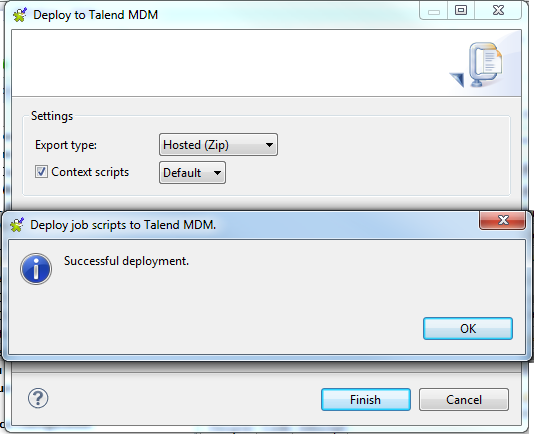 Deploy to Talend MDM
Settings
Export type:
Hosted (Zip)
Context scripts
Default
Deploy job scripts to Talend MDM.
Successful deployment.
OK
Finish
Cancel